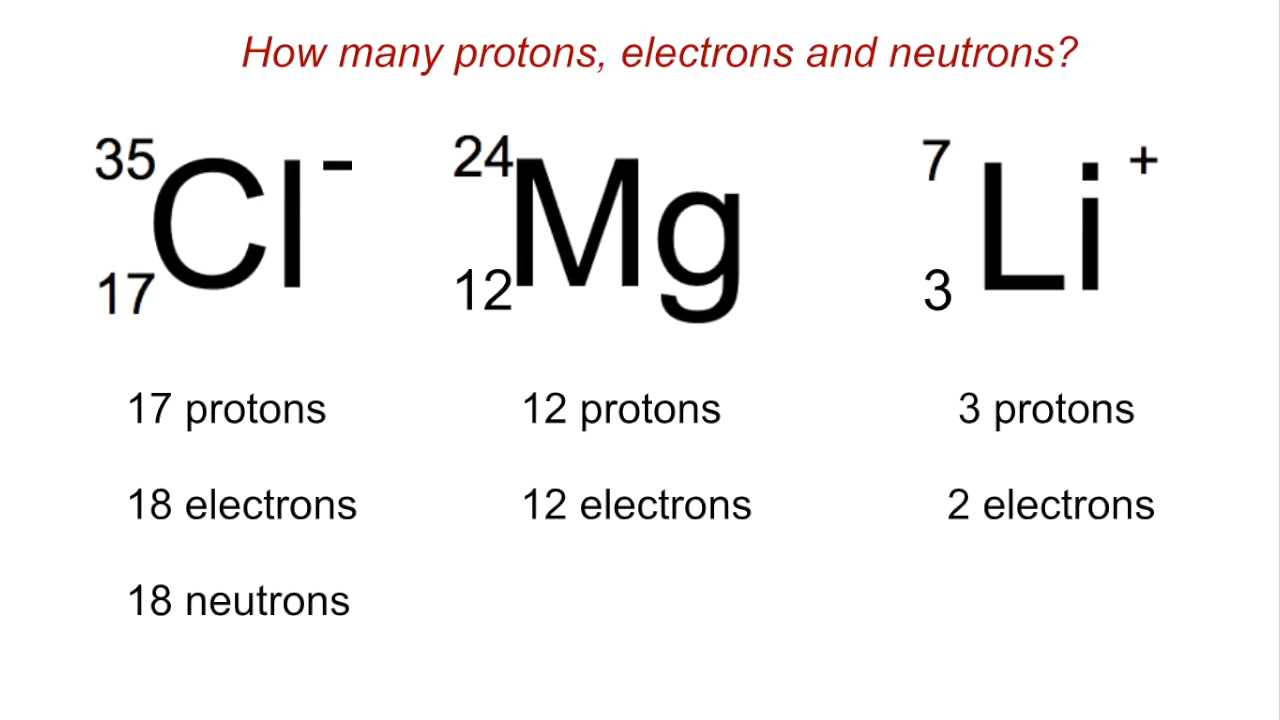 How many protons, electrons and neutrons?
35 Cl - 24 Mg 7 Li +
17 12 3
17 protons 12 protons 3 protons
18 electrons 12 electrons 2 electrons
18 neutrons